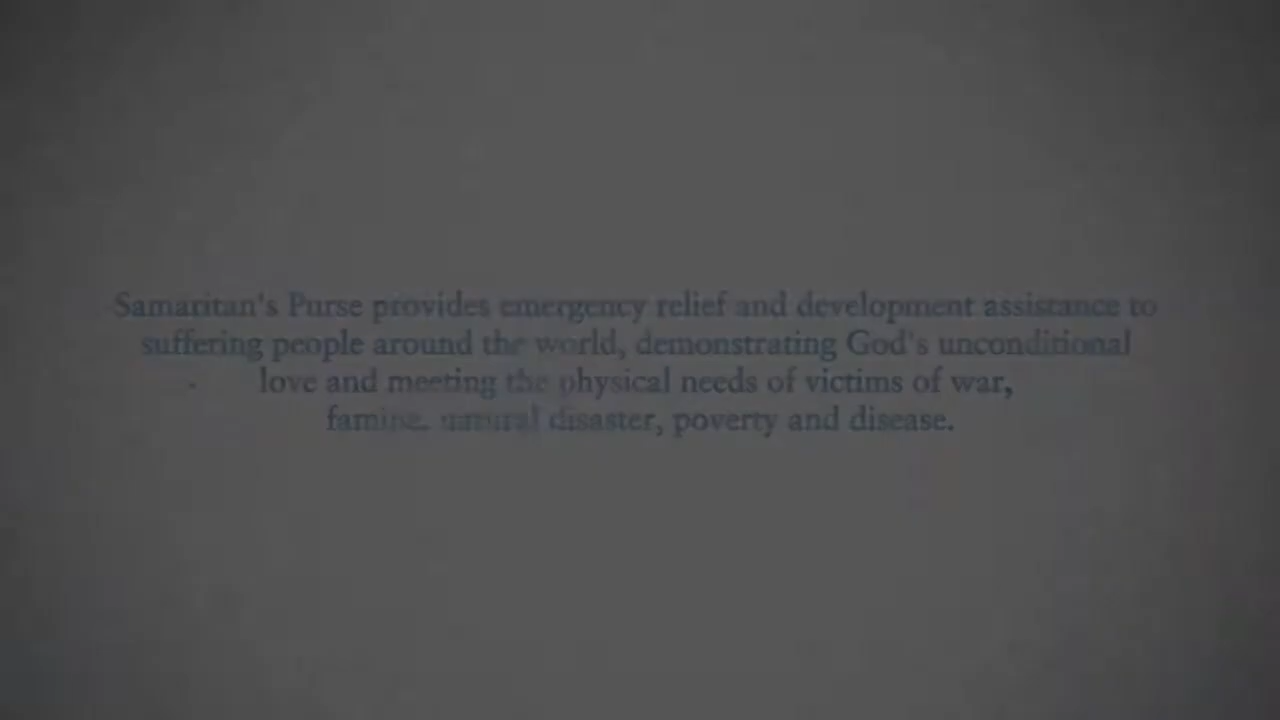 Samaritan's Purse provides emergency relief and development assistance to
suffering people around the world, demonstrating God's unconditional
love and meeting the physical needs of victims of war,
famine, natural disaster, poverty and disease.